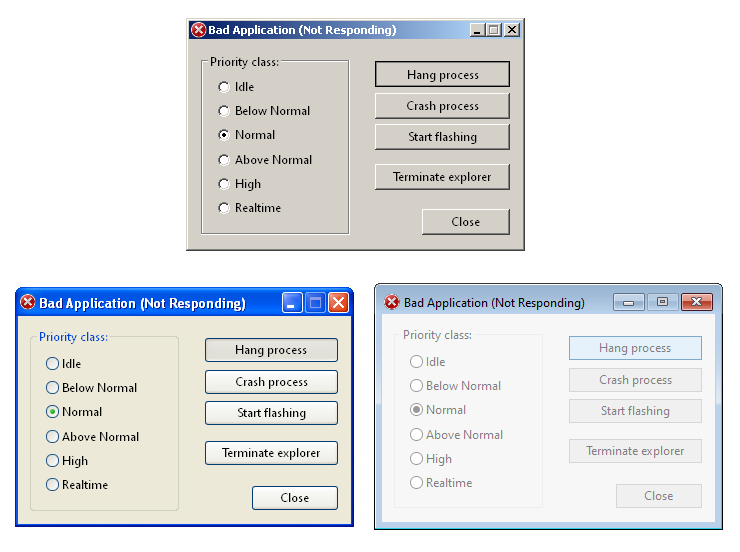 Bad Application (Not Responding)
Priority class:
Idle
Below Normal
Normal
Above Normal
High
Realtime
Hang process
Crash process
Start flashing
Terminate explorer
Close
Bad Application (Not Responding)
Priority class:
Idle
Below Normal
Normal
Above Normal
High
Realtime
Hang process
Crash process
Start flashing
Terminate explorer
Close
Bad Application (Not Responding)
Priority class:
Idle
Below Normal
Normal
Above Normal
High
Realtime
Hang process
Crash process
Start flashing
Terminate explorer
Close